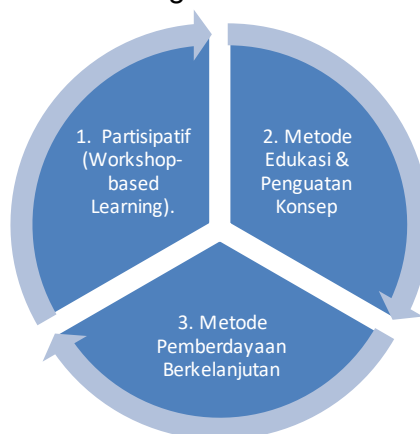 1. Partisipatif
(Workshop-
based
Learning).
2. Metode
Edukasi &
Penguatan
Konsep
3. Metode
Pemberdayaan
Berkelanjutan